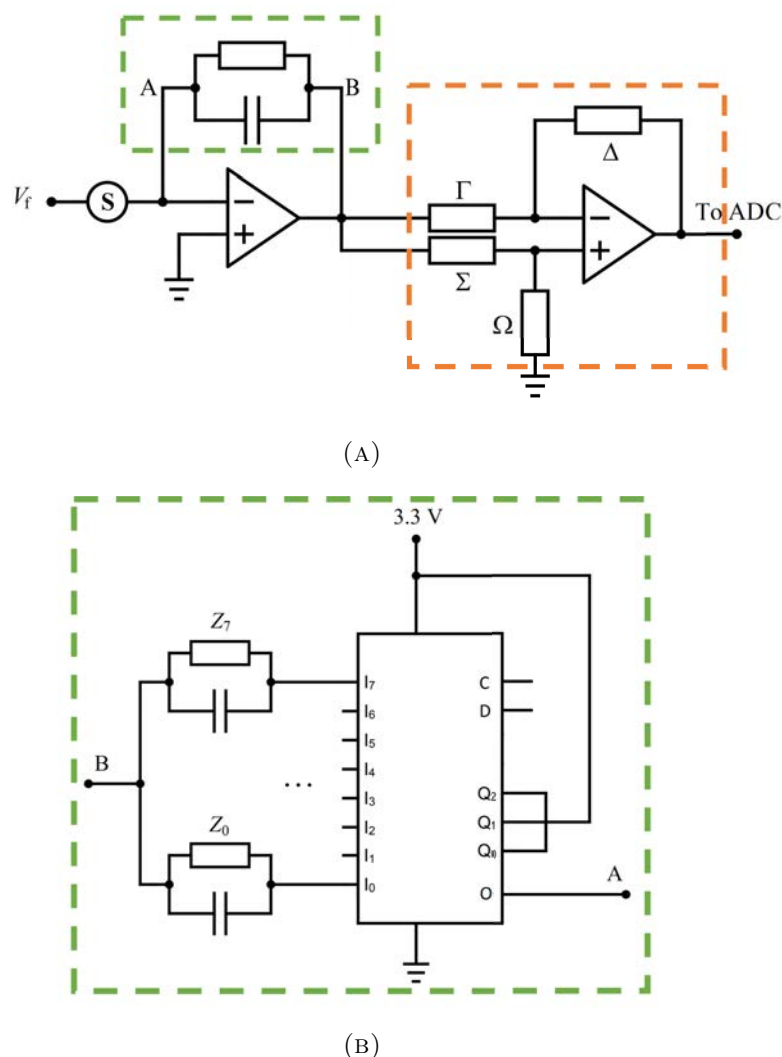 A
B
V_f
S
−
+
Γ
Σ
Ω
−
+
Δ
To ADC
(A)
3.3 V
Z_7
I_7
I_6
I_5
I_4
I_3
I_2
I_1
I_0
B
...
Z_0
C
D
Q_2
Q_1
Q_0
O
A
(B)